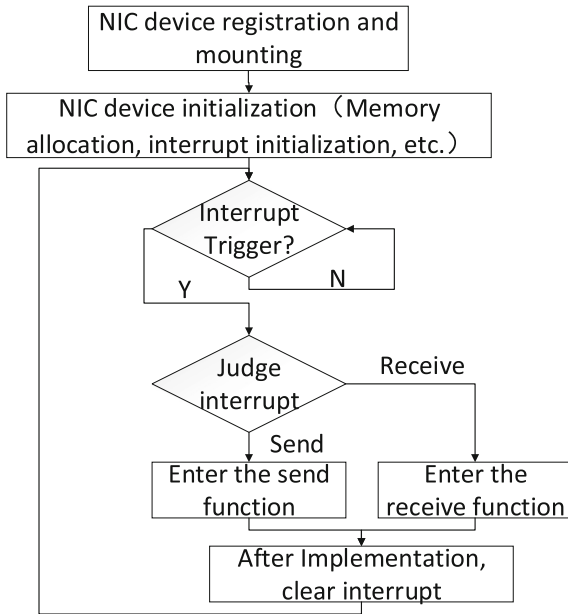 NIC device registration and
mounting
NIC device initialization（Memory
allocation, interrupt initialization, etc.）
Interrupt
Trigger?
N
Y
Judge
interrupt
Receive
Send
Enter the send
function
Enter the
receive function
After Implementation,
clear interrupt